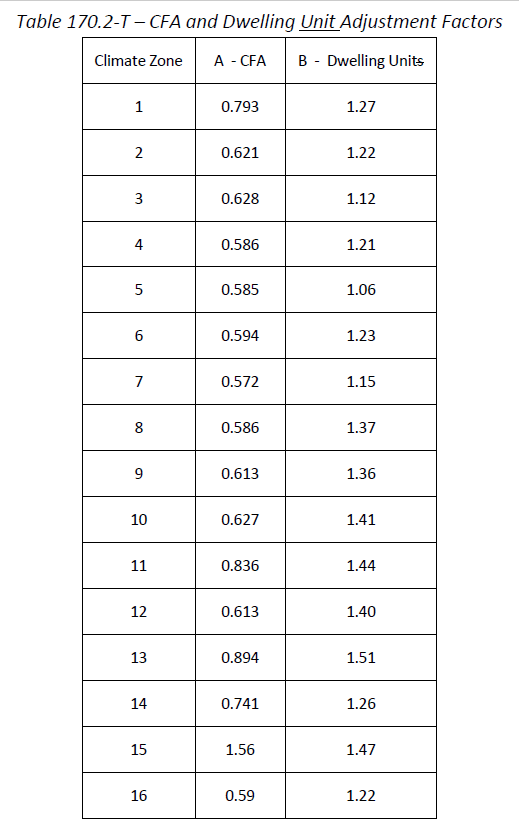 Table 170.2-T – CFA and Dwelling Unit Adjustment Factors
Climate Zone A - CFA B - Dwelling Units
1 0.793 1.27
2 0.621 1.22
3 0.628 1.12
4 0.586 1.21
5 0.585 1.06
6 0.594 1.23
7 0.572 1.15
8 0.586 1.37
9 0.613 1.36
10 0.627 1.41
11 0.836 1.44
12 0.613 1.40
13 0.894 1.51
14 0.741 1.26
15 1.56 1.47
16 0.59 1.22